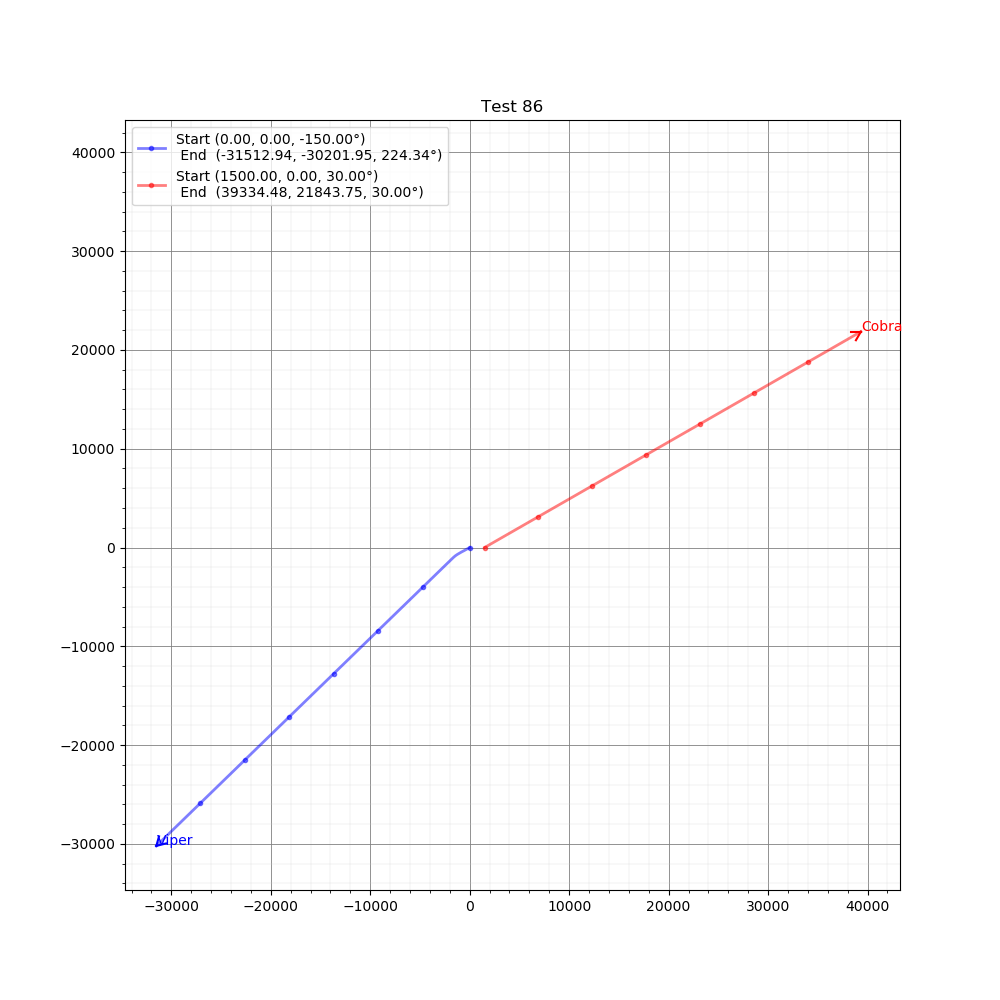 Test 86
Start (0.00, 0.00, -150.00°)
End (-31512.94, -30201.95, 224.34°)
Start (1500.00, 0.00, 30.00°)
End (39334.48, 21843.75, 30.00°)
40000
30000
20000
10000
0
−10000
−20000
−30000
Cobra
Viper
−30000 −20000 −10000 0 10000 20000 30000 40000